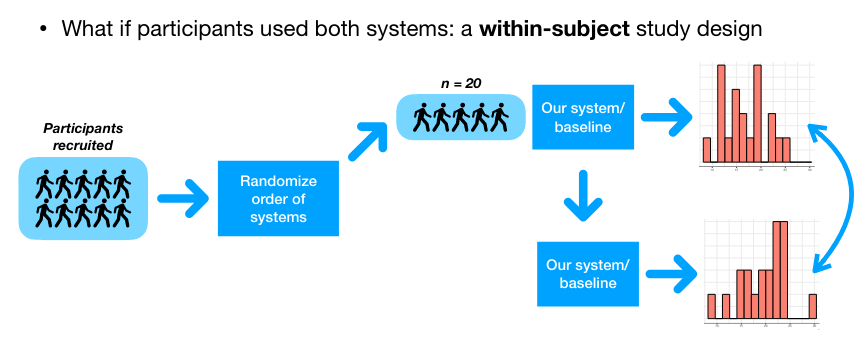 • What if participants used both systems: a within-subject study design
n = 20
Participants
recruited
Our system/
baseline
Randomize
order of
systems
Our system/
baseline